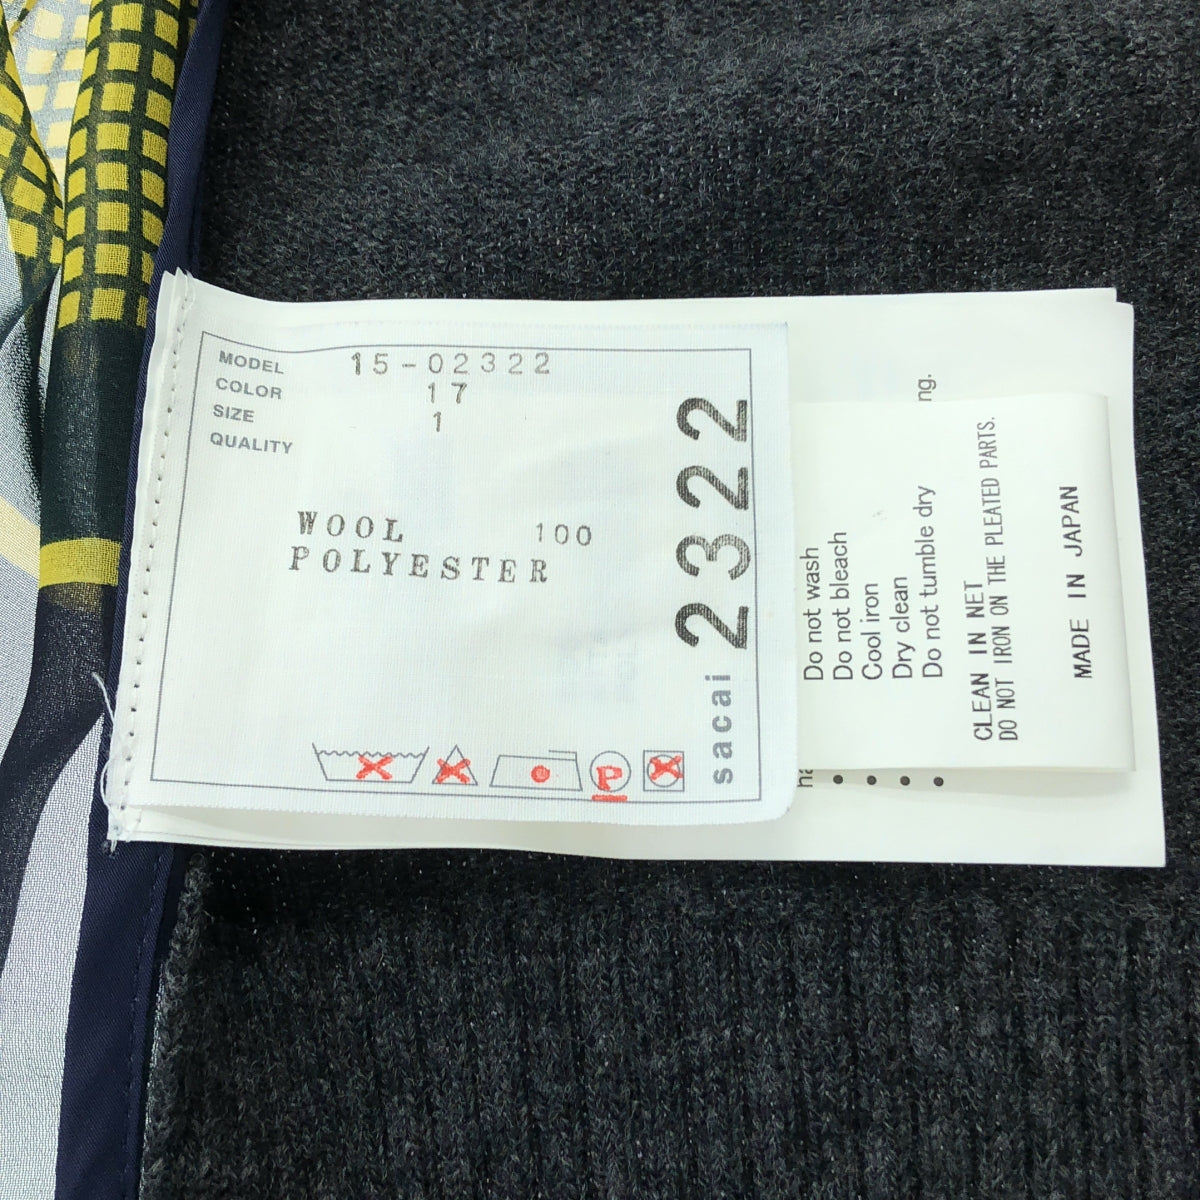 MODEL 15-02322
COLOR 17
SIZE 1
QUALITY
WOOL 100
POLYESTER
sacai 2322
P
Do not wash
Do not bleach
Cool iron
Dry clean
Do not tumble dry
CLEAN IN NET
DO NOT IRON ON THE PLEATED PARTS.
MADE IN JAPAN
ng.